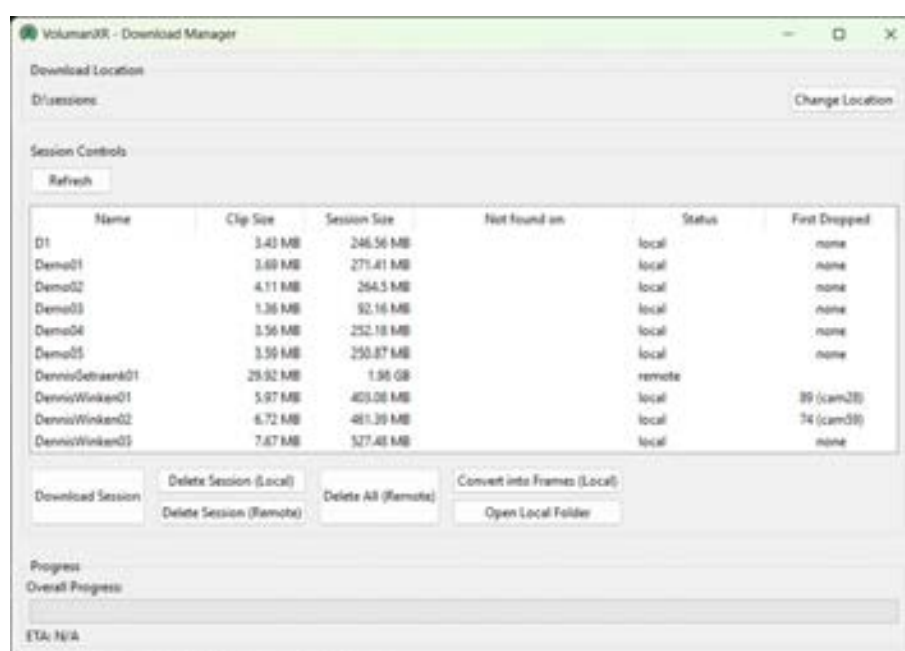 VolumanXR - Download Manager
Download Location
D:\sessions
Change Location
Session Controls
Refresh
Name Clip Size Session Size Not found on Status First Dropped
D1 3.43 MB 246.56 MB local none
Demo01 3.69 MB 271.41 MB local none
Demo02 4.11 MB 264.5 MB local none
Demo03 1.36 MB 92.16 MB local none
Demo04 3.56 MB 252.18 MB local none
Demo05 3.59 MB 250.87 MB local none
DennisGetraenk01 29.92 MB 1.98 GB remote
DennisWinken01 5.97 MB 403.08 MB local 89 (cam28)
DennisWinken02 6.72 MB 461.39 MB local 74 (cam59)
DennisWinken03 7.67 MB 527.48 MB local none
Download Session
Delete Session (Local)
Delete Session (Remote)
Delete All (Remote)
Convert into Frames (Local)
Open Local Folder
Progress
Overall Progress:
ETA: N/A